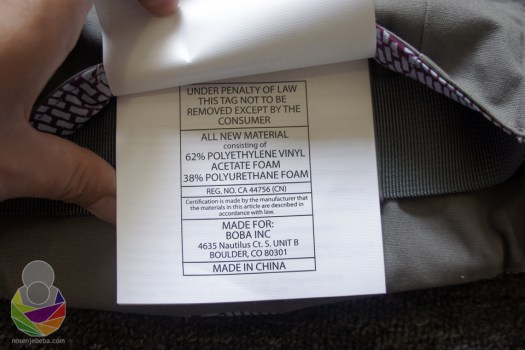 UNDER PENALTY OF LAW
THIS TAG NOT TO BE
REMOVED EXCEPT BY THE
CONSUMER
ALL NEW MATERIAL
consisting of
62% POLYETHYLENE VINYL
ACETATE FOAM
38% POLYURETHANE FOAM
REG. NO. CA 44756 (CN)
Certification is made by the manufacturer that
the materials in this article are described in
accordance with law.
MADE FOR:
BOBA INC
4635 Nautilus Ct. S. UNIT B
BOULDER, CO 80301
MADE IN CHINA
nosenjebeba.com